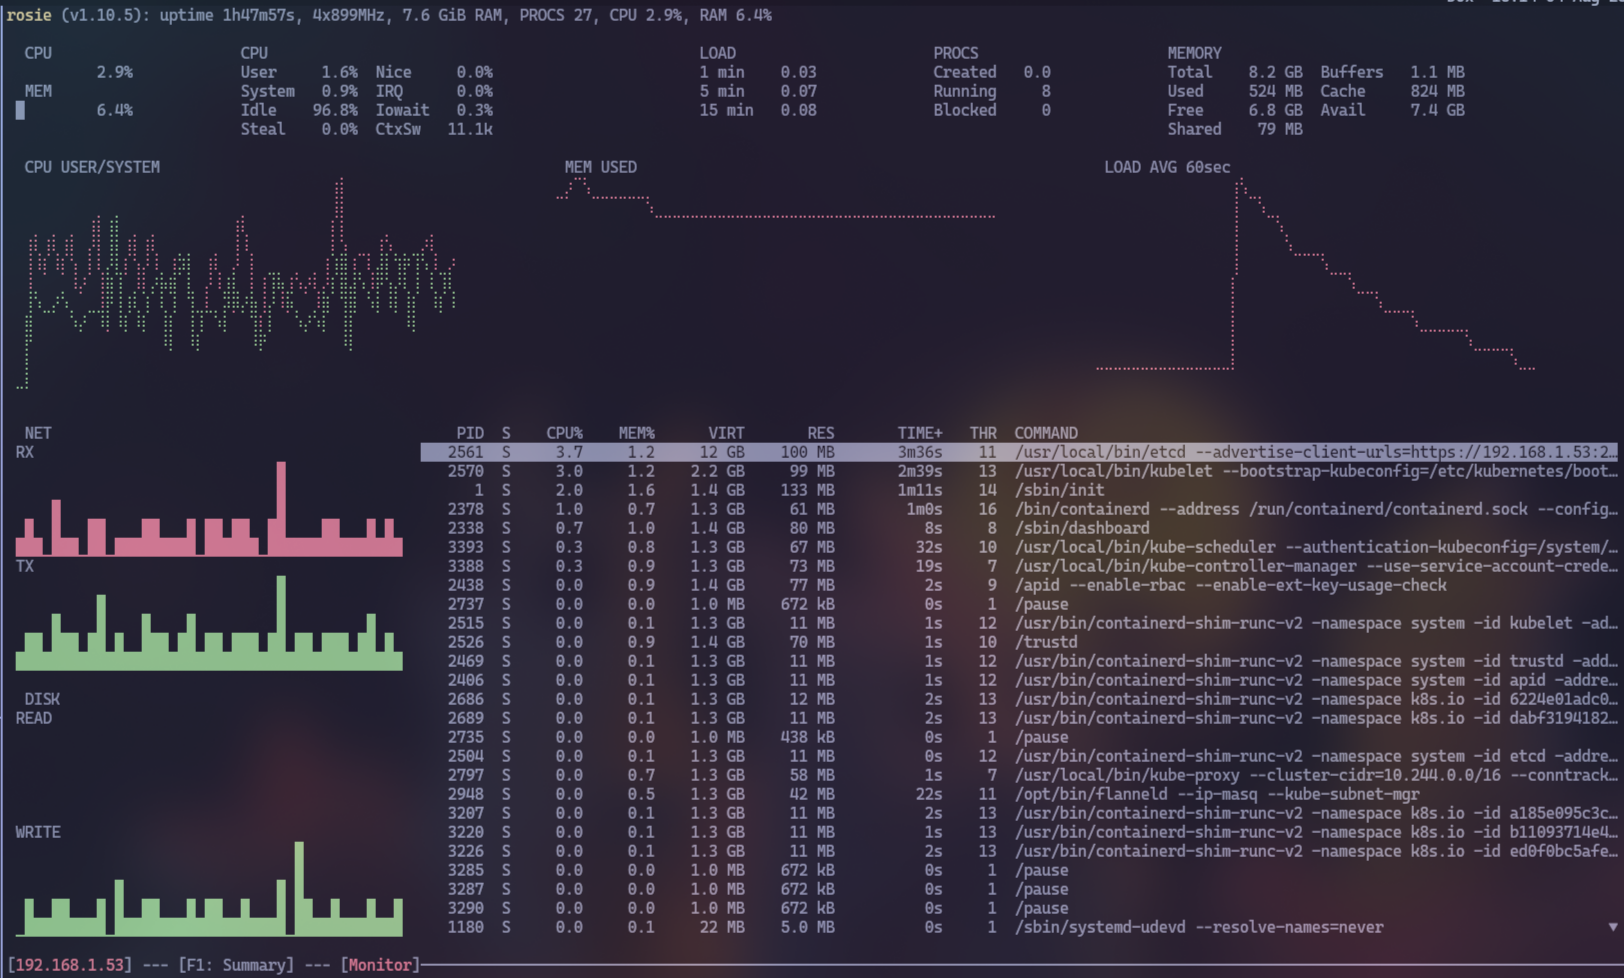 rosie (v1.10.5): uptime 1h47m57s, 4x899MHz, 7.6 GiB RAM, PROCS 27, CPU 2.9%, RAM 6.4%
CPU CPU LOAD PROCS MEMORY
2.9% User 1.6% Nice 0.0% 1 min 0.03 Created 0.0 Total 8.2 GB Buffers 1.1 MB
MEM System 0.9% IRQ 0.0% 5 min 0.07 Running 8 Used 524 MB Cache 824 MB
6.4% Idle 96.8% Iowait 0.3% 15 min 0.08 Blocked 0 Free 6.8 GB Avail 7.4 GB
Steal 0.0% CtxSw 11.1k Shared 79 MB
CPU USER/SYSTEM MEM USED LOAD AVG 60sec
NET PID S CPU% MEM% VIRT RES TIME+ THR COMMAND
RX 2561 S 3.7 1.2 12 GB 100 MB 3m36s 11 /usr/local/bin/etcd --advertise-client-urls=https://192.168.1.53:2…
2570 S 3.0 1.2 2.2 GB 99 MB 2m39s 13 /usr/local/bin/kubelet --bootstrap-kubeconfig=/etc/kubernetes/boot…
1 S 2.0 1.6 1.4 GB 133 MB 1m11s 14 /sbin/init
2378 S 1.0 0.7 1.3 GB 61 MB 1m0s 16 /bin/containerd --address /run/containerd/containerd.sock --config…
2338 S 0.7 1.0 1.4 GB 80 MB 8s 8 /sbin/dashboard
3393 S 0.3 0.8 1.3 GB 67 MB 32s 10 /usr/local/bin/kube-scheduler --authentication-kubeconfig=/system/…
TX 3388 S 0.3 0.9 1.3 GB 73 MB 19s 7 /usr/local/bin/kube-controller-manager --use-service-account-crede…
2438 S 0.0 0.9 1.4 GB 77 MB 2s 9 /apid --enable-rbac --enable-ext-key-usage-check
2737 S 0.0 0.0 1.0 MB 672 kB 0s 1 /pause
2515 S 0.0 0.1 1.3 GB 11 MB 1s 12 /usr/bin/containerd-shim-runc-v2 -namespace system -id kubelet -ad…
2526 S 0.0 0.9 1.4 GB 70 MB 1s 10 /trustd
2469 S 0.0 0.1 1.3 GB 11 MB 1s 12 /usr/bin/containerd-shim-runc-v2 -namespace system -id trustd -add…
2406 S 0.0 0.1 1.3 GB 11 MB 1s 12 /usr/bin/containerd-shim-runc-v2 -namespace system -id apid -addre…
DISK 2686 S 0.0 0.1 1.3 GB 12 MB 2s 13 /usr/bin/containerd-shim-runc-v2 -namespace k8s.io -id 6224e01adc0…
READ 2689 S 0.0 0.1 1.3 GB 11 MB 2s 13 /usr/bin/containerd-shim-runc-v2 -namespace k8s.io -id dabf3194182…
2735 S 0.0 0.0 1.0 MB 438 kB 0s 1 /pause
2504 S 0.0 0.1 1.3 GB 11 MB 0s 12 /usr/bin/containerd-shim-runc-v2 -namespace system -id etcd -addre…
2797 S 0.0 0.7 1.3 GB 58 MB 1s 7 /usr/local/bin/kube-proxy --cluster-cidr=10.244.0.0/16 --conntrack…
2948 S 0.0 0.5 1.3 GB 42 MB 22s 11 /opt/bin/flanneld --ip-masq --kube-subnet-mgr
3207 S 0.0 0.1 1.3 GB 11 MB 2s 13 /usr/bin/containerd-shim-runc-v2 -namespace k8s.io -id a185e095c3c…
WRITE 3220 S 0.0 0.1 1.3 GB 11 MB 1s 13 /usr/bin/containerd-shim-runc-v2 -namespace k8s.io -id b11093714e4…
3226 S 0.0 0.1 1.3 GB 11 MB 2s 13 /usr/bin/containerd-shim-runc-v2 -namespace k8s.io -id ed0f0bc5afe…
3285 S 0.0 0.0 1.0 MB 672 kB 0s 1 /pause
3287 S 0.0 0.0 1.0 MB 672 kB 0s 1 /pause
3290 S 0.0 0.0 1.0 MB 672 kB 0s 1 /pause
1180 S 0.0 0.1 22 MB 5.0 MB 0s 1 /sbin/systemd-udevd --resolve-names=never
[192.168.1.53] --- [F1: Summary] --- [Monitor]